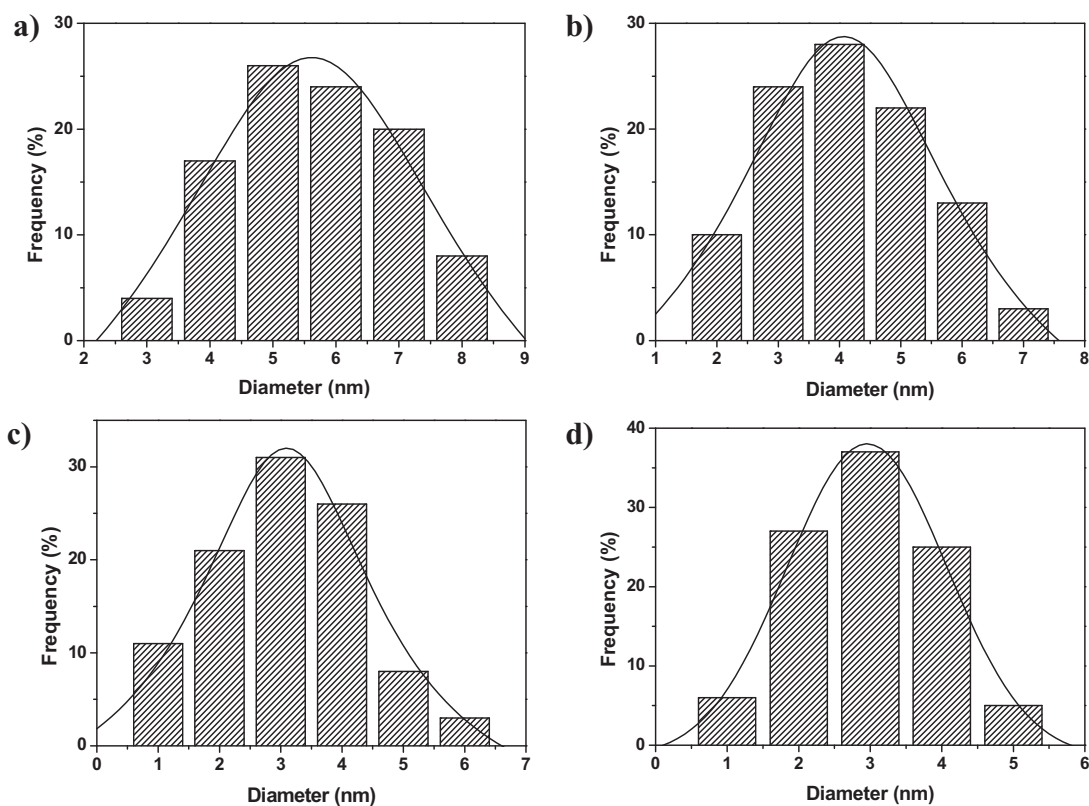 a)
30
20
10
0
Frequency (%)
2 3 4 5 6 7 8 9
Diameter (nm)
b)
30
20
10
0
Frequency (%)
1 2 3 4 5 6 7 8
Diameter (nm)
c)
30
20
10
0
Frequency (%)
0 1 2 3 4 5 6 7
Diameter (nm)
d)
40
30
20
10
0
Frequency (%)
0 1 2 3 4 5 6
Diameter (nm)